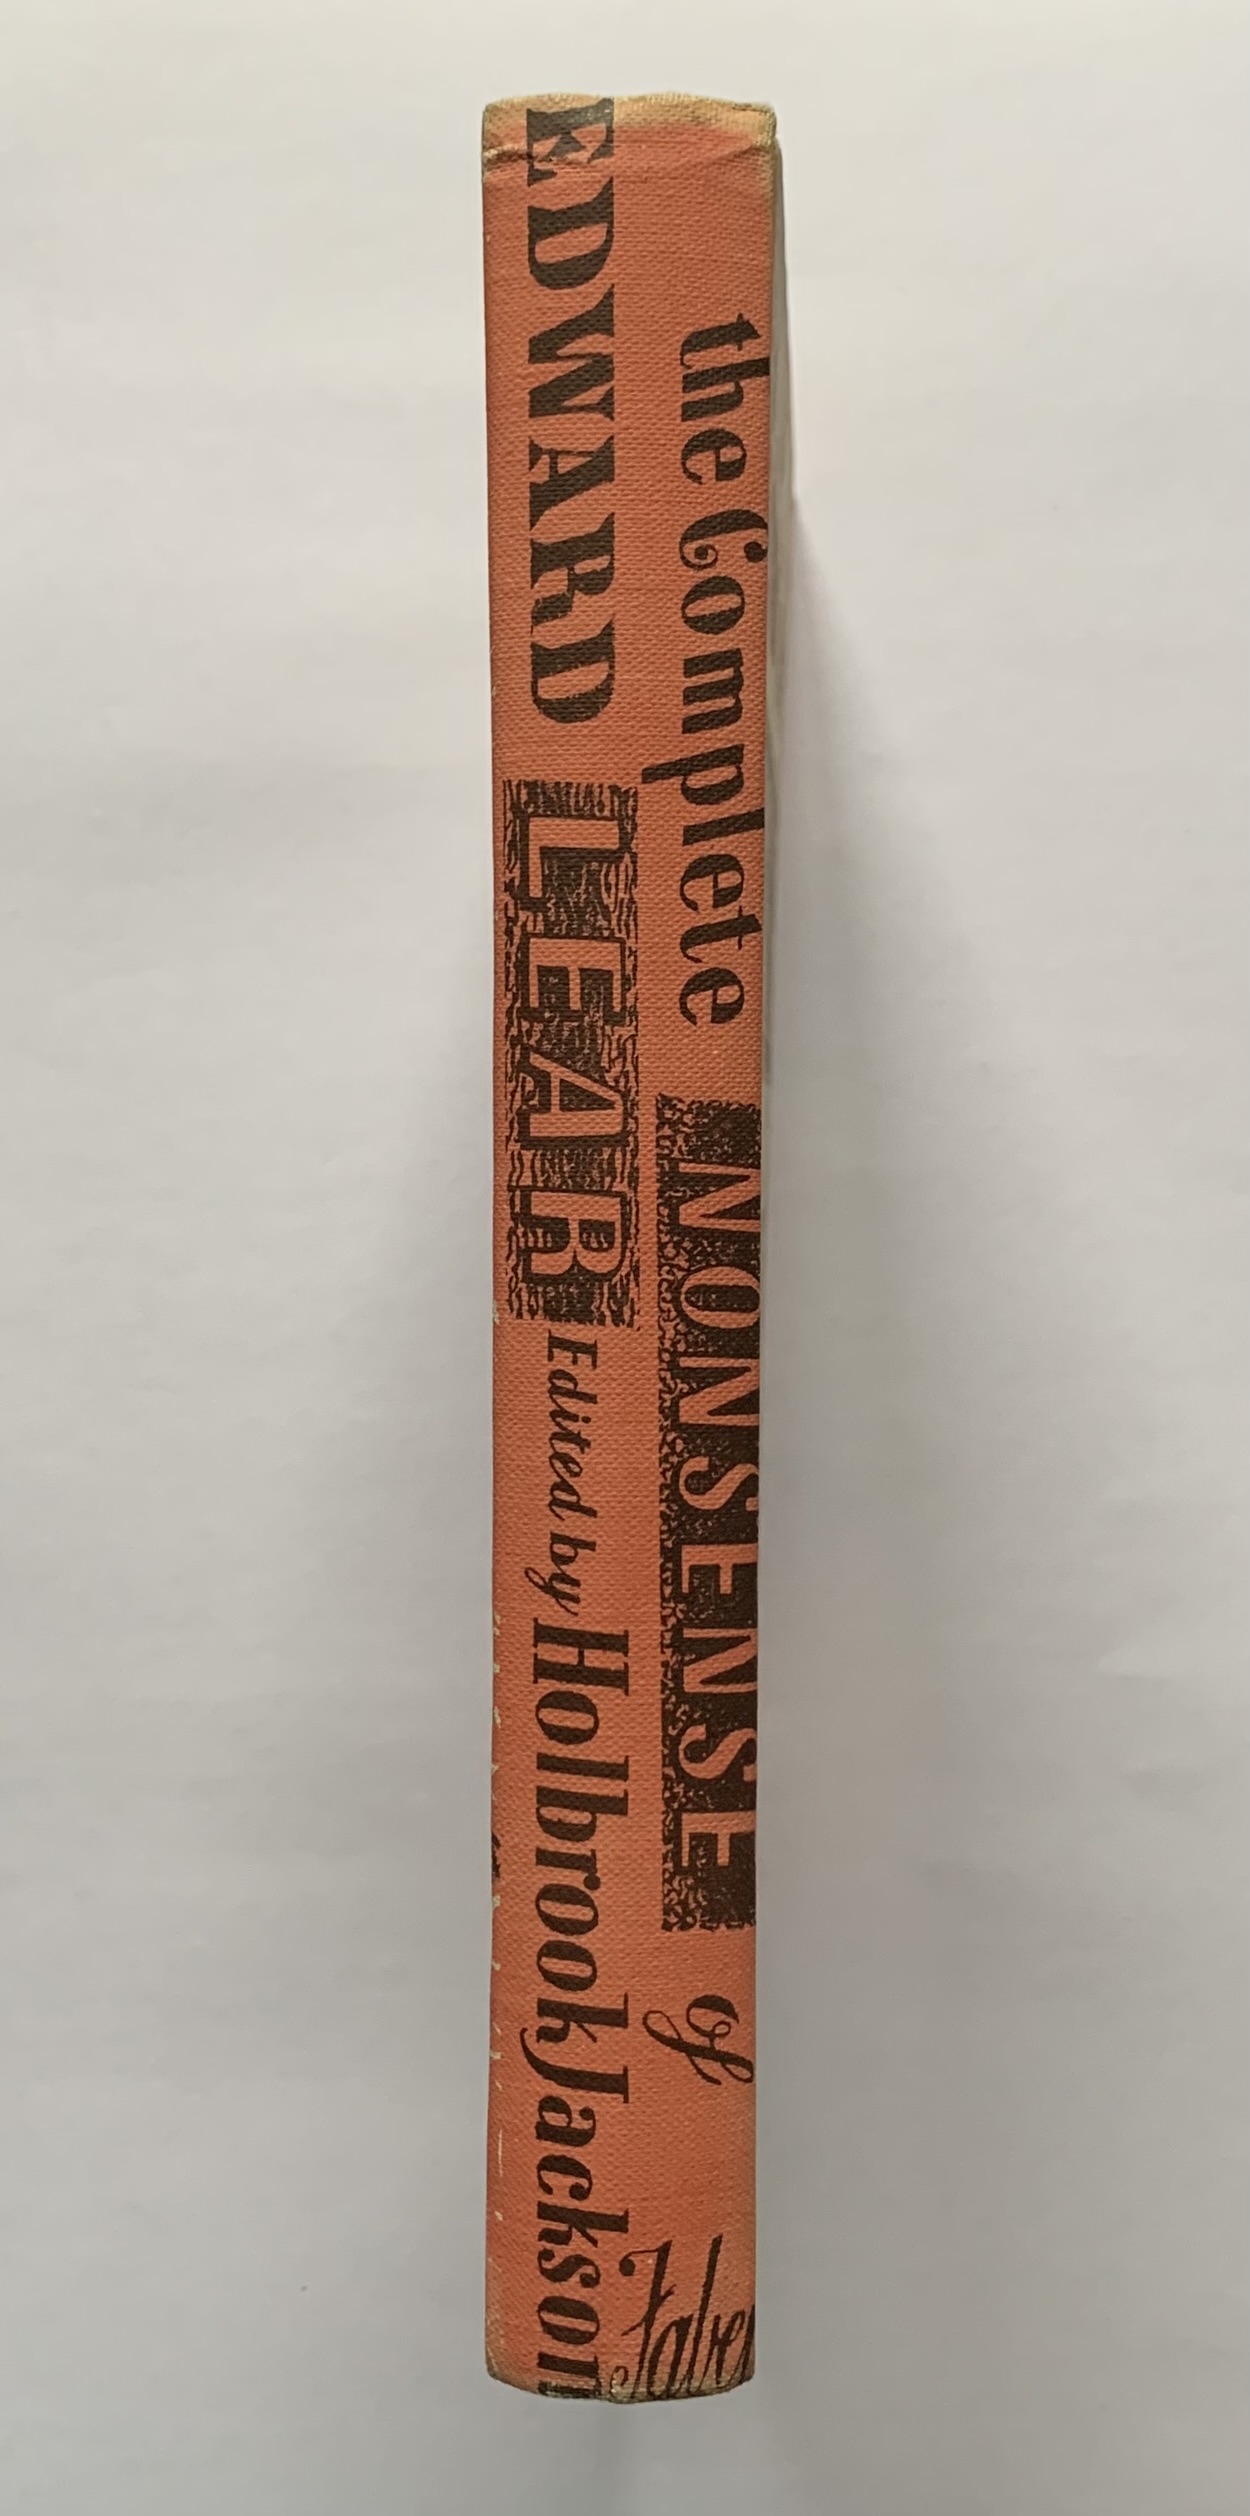 the Complete NONSENSE of
EDWARD LEAR Edited by Holbrook Jackson
Faber